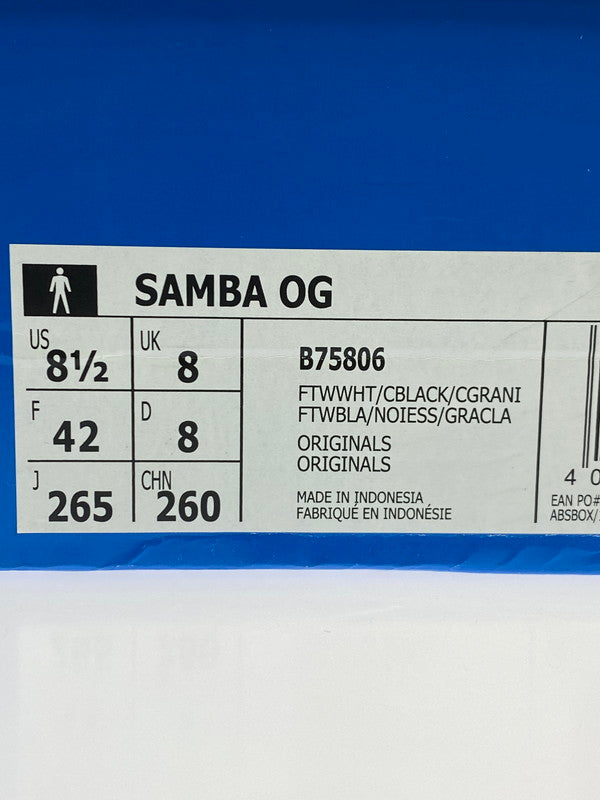 SAMBA OG
US 8½ UK 8
F 42 D 8
J 265 CHN 260
B75806
FTWWHT/CBLACK/CGRANI
FTWBLA/NOIESS/GRACLA
ORIGINALS
ORIGINALS
MADE IN INDONESIA
FABRIQUÉ EN INDONÉSIE
4 0
EAN PO#
ABSBOX/